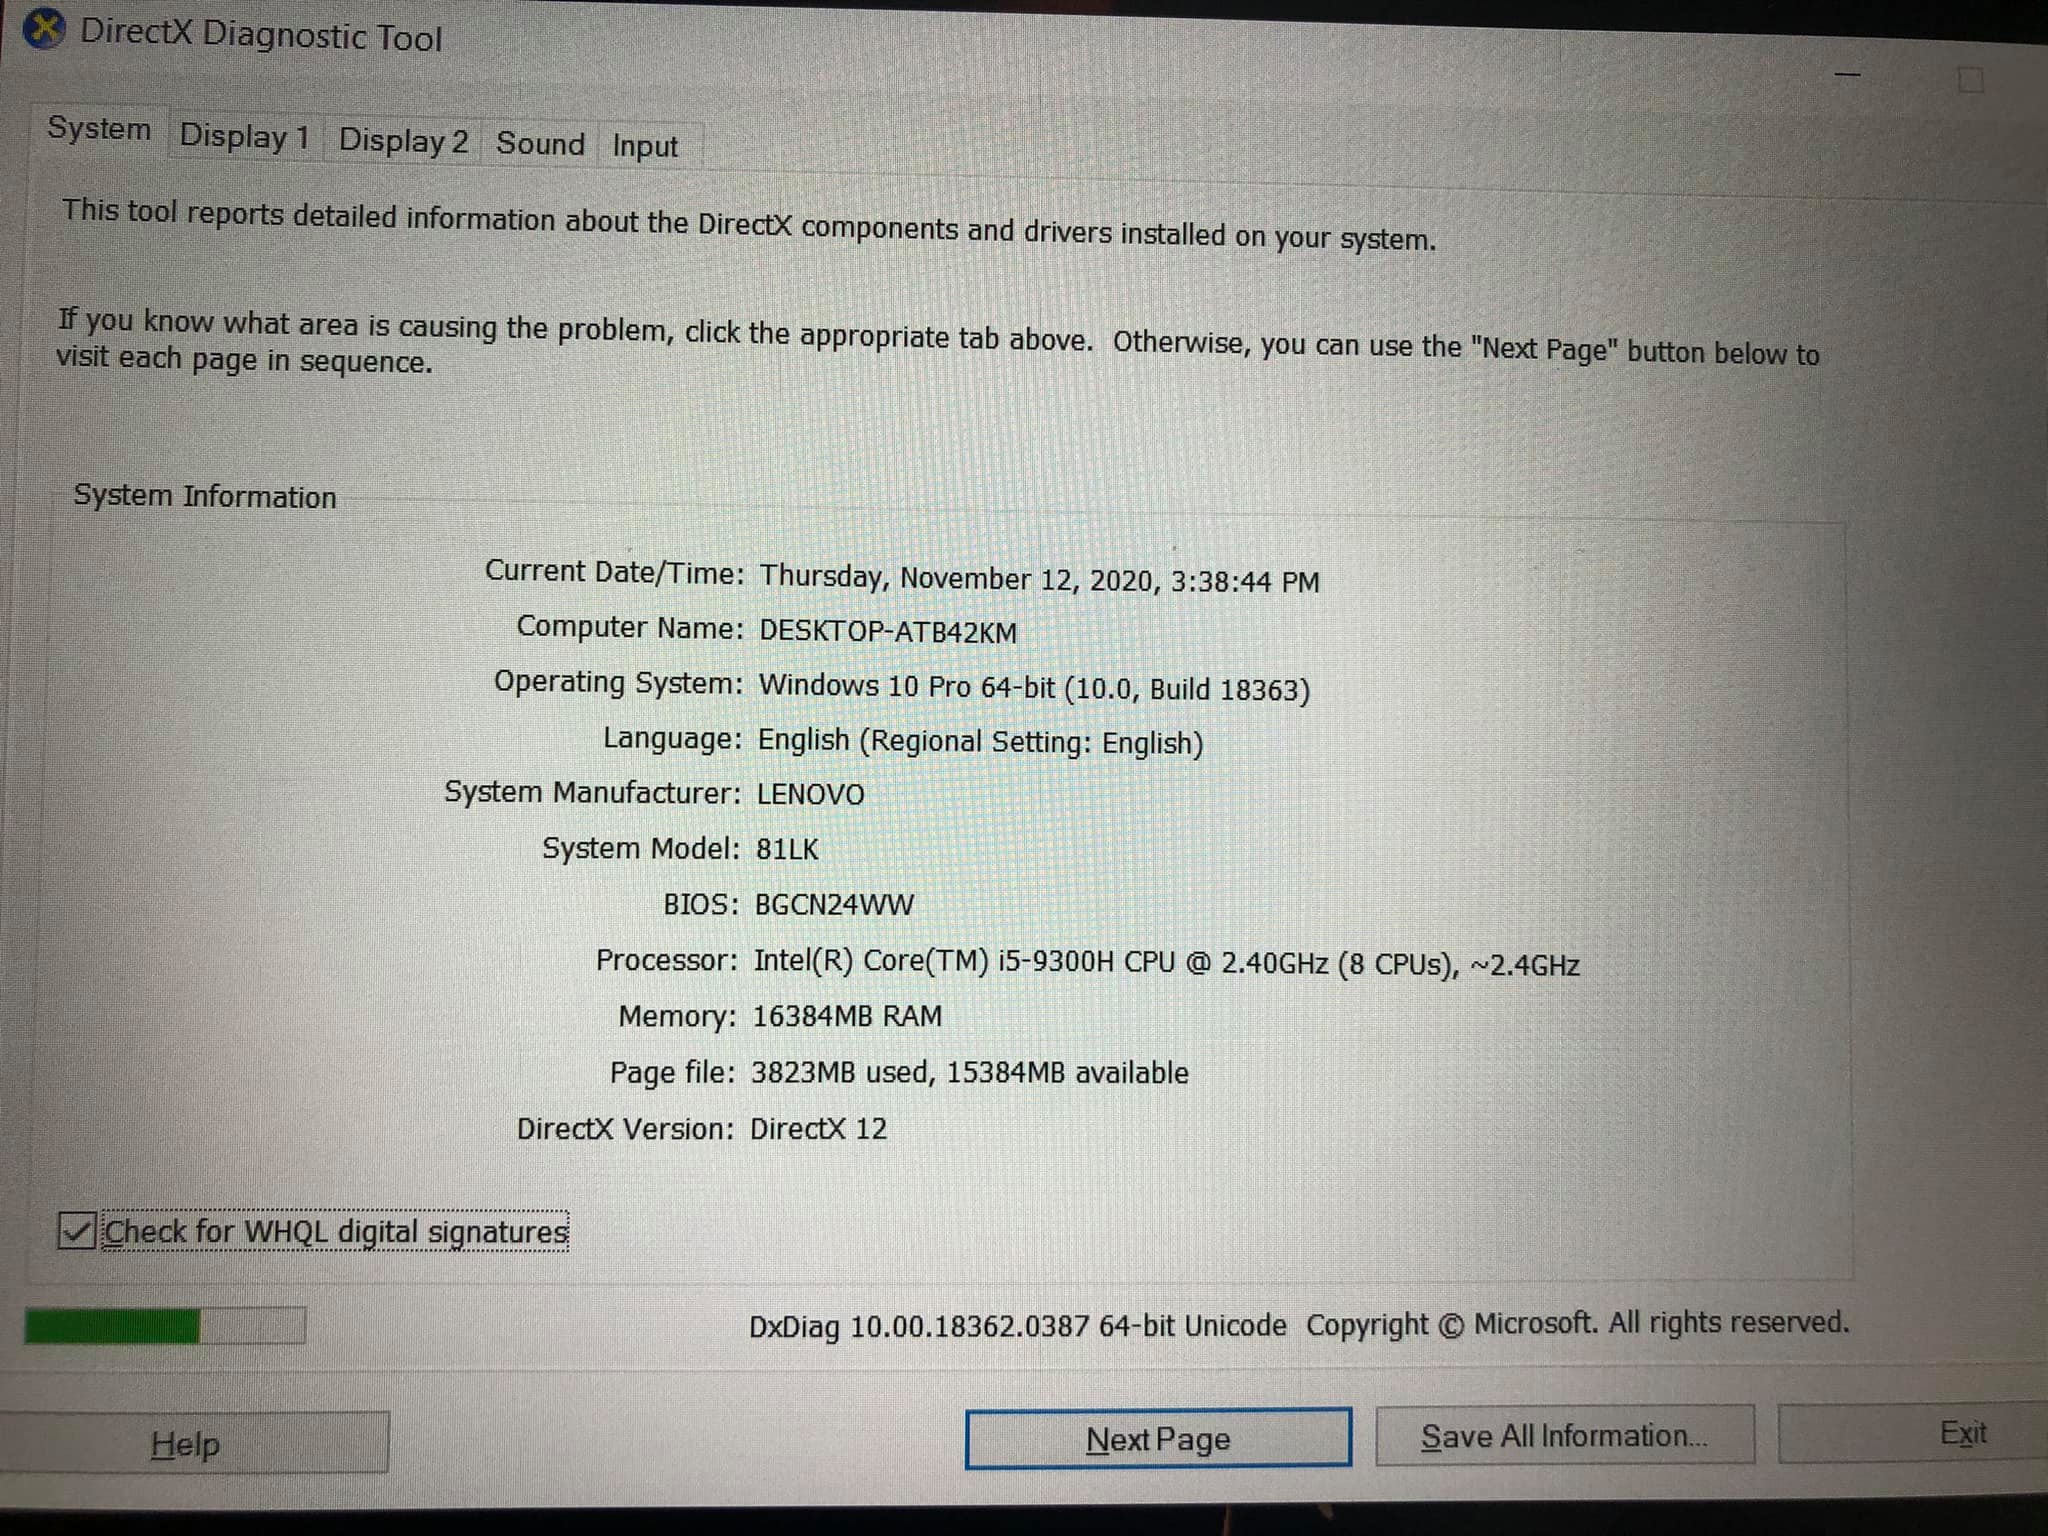 DirectX Diagnostic Tool
System Display 1 Display 2 Sound Input
This tool reports detailed information about the DirectX components and drivers installed on your system.
If you know what area is causing the problem, click the appropriate tab above.  Otherwise, you can use the "Next Page" button below to
visit each page in sequence.
System Information
Current Date/Time: Thursday, November 12, 2020, 3:38:44 PM
Computer Name: DESKTOP-ATB42KM
Operating System: Windows 10 Pro 64-bit (10.0, Build 18363)
Language: English (Regional Setting: English)
System Manufacturer: LENOVO
System Model: 81LK
BIOS: BGCN24WW
Processor: Intel(R) Core(TM) i5-9300H CPU @ 2.40GHz (8 CPUs), ~2.4GHz
Memory: 16384MB RAM
Page file: 3823MB used, 15384MB available
DirectX Version: DirectX 12
Check for WHQL digital signatures
DxDiag 10.00.18362.0387 64-bit Unicode  Copyright © Microsoft. All rights reserved.
Help Next Page Save All Information... Exit